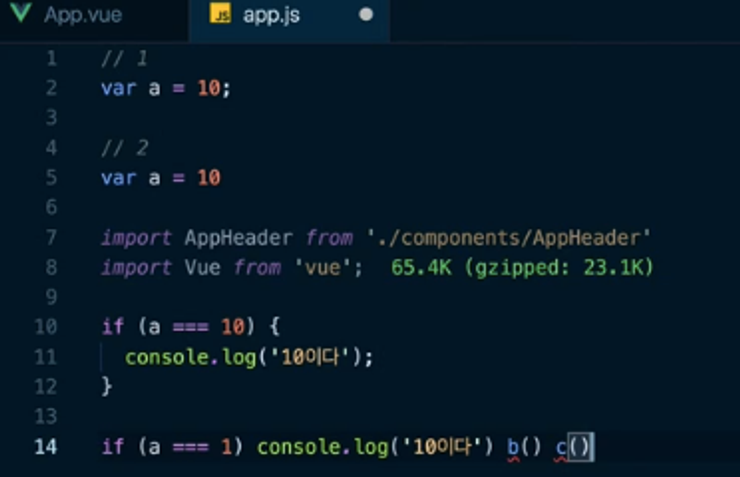 App.vue
JS app.js
1 // 1
2 var a = 10;
3
4 // 2
5 var a = 10
6
7 import AppHeader from './components/AppHeader'
8 import Vue from 'vue'; 65.4K (gzipped: 23.1K)
9
10 if (a === 10) {
11 console.log('10이다');
12 }
13
14 if (a === 1) console.log('10이다') b() c()